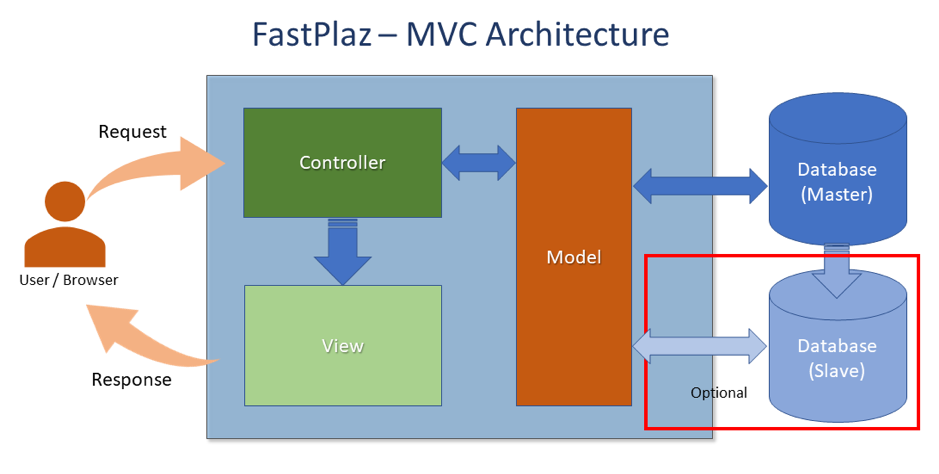 FastPlaz – MVC Architecture
Request
Controller
Database
(Master)
User / Browser
Model
View
Database
(Slave)
Response
Optional